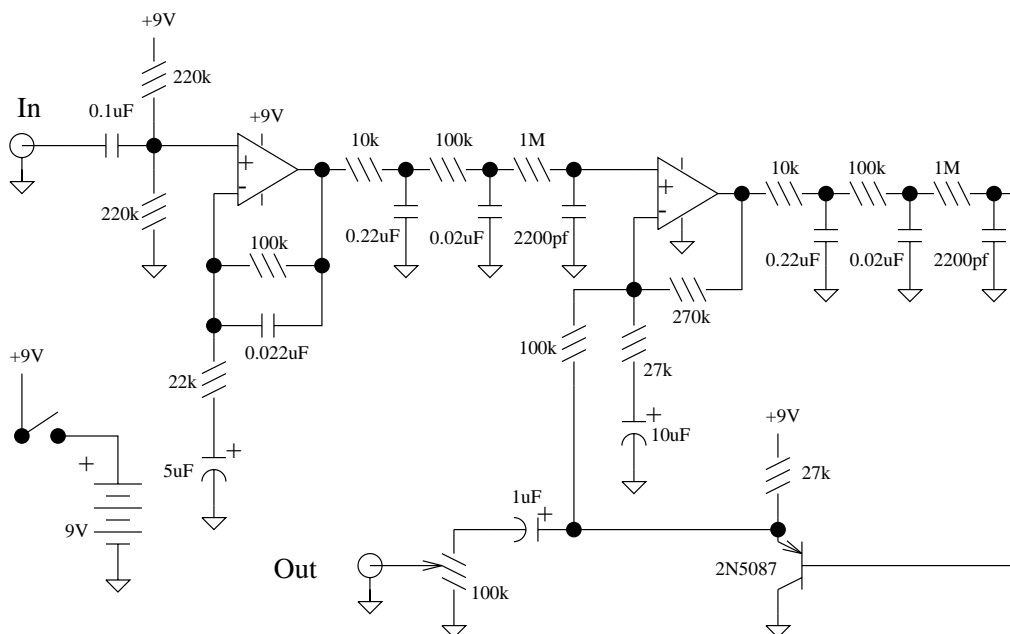 +9V
220k
In
0.1uF
+9V
10k
100k
1M
10k
100k
1M
+
-
+
-
220k
100k
0.22uF
0.02uF
2200pf
0.22uF
0.02uF
2200pf
270k
0.022uF
100k
27k
+9V
22k
+
10uF
+9V
+
5uF
+
27k
1uF
+
9V
Out
100k
2N5087